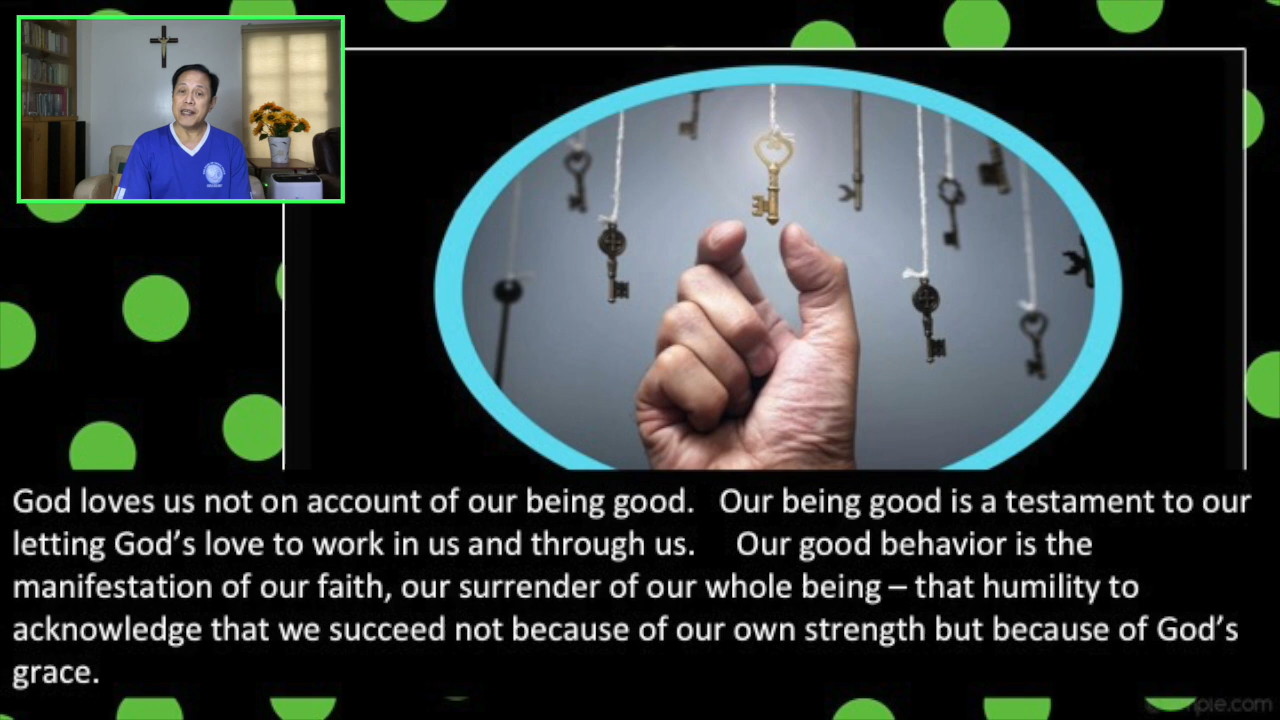 God loves us not on account of our being good.   Our being good is a testament to our
letting God’s love to work in us and through us.     Our good behavior is the
manifestation of our faith, our surrender of our whole being – that humility to
acknowledge that we succeed not because of our own strength but because of God’s
grace.